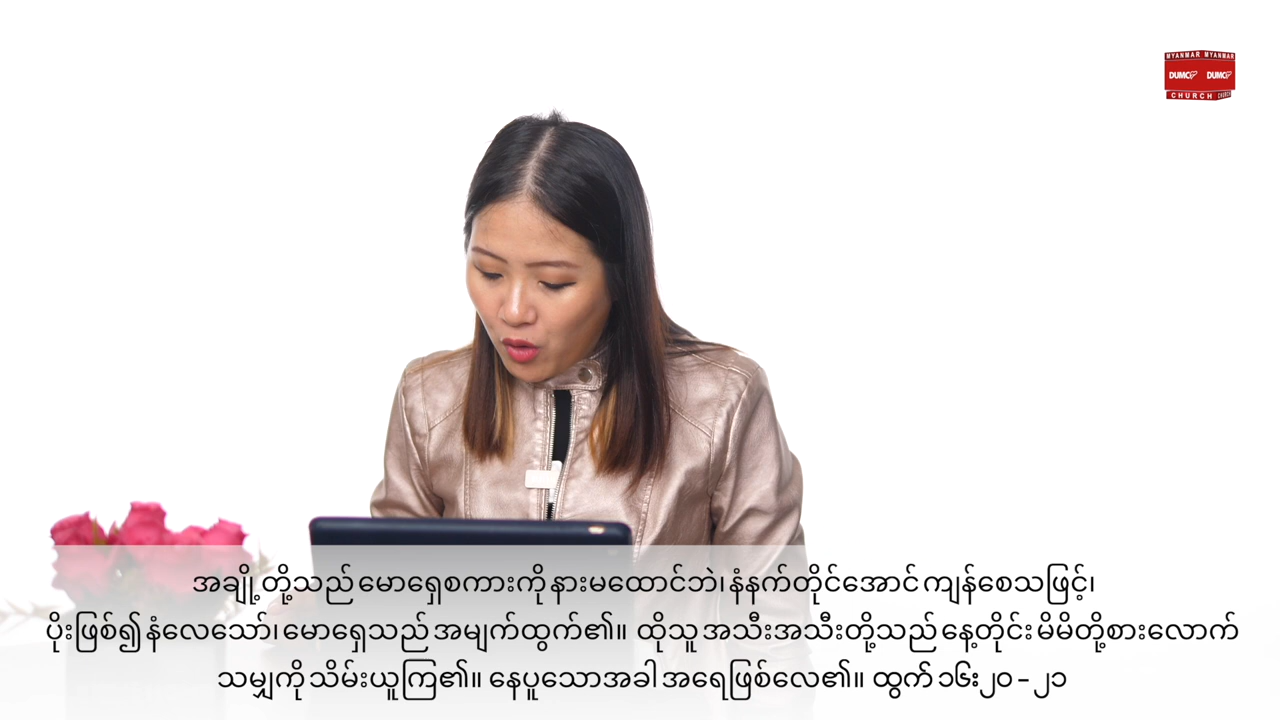 MYANMAR MYANMAR
DUMC DUMC
CHURCH CHURCH
အချို့တို့သည် မောရှေစကားကို နားမထောင်ဘဲ၊ နံနက်တိုင်အောင် ကျန်စေသဖြင့်၊
ပိုးဖြစ်၍ နံလေသော်၊ မောရှေသည် အမျက်ထွက်၏။ ထိုသူ အသီးအသီးတို့သည် နေ့တိုင်း မိမိတို့စားလောက်
သမျှကို သိမ်းယူကြ၏။ နေပူသောအခါ အရေဖြစ်လေ၏။ ထွက် ၁၆း၂၀ – ၂၁